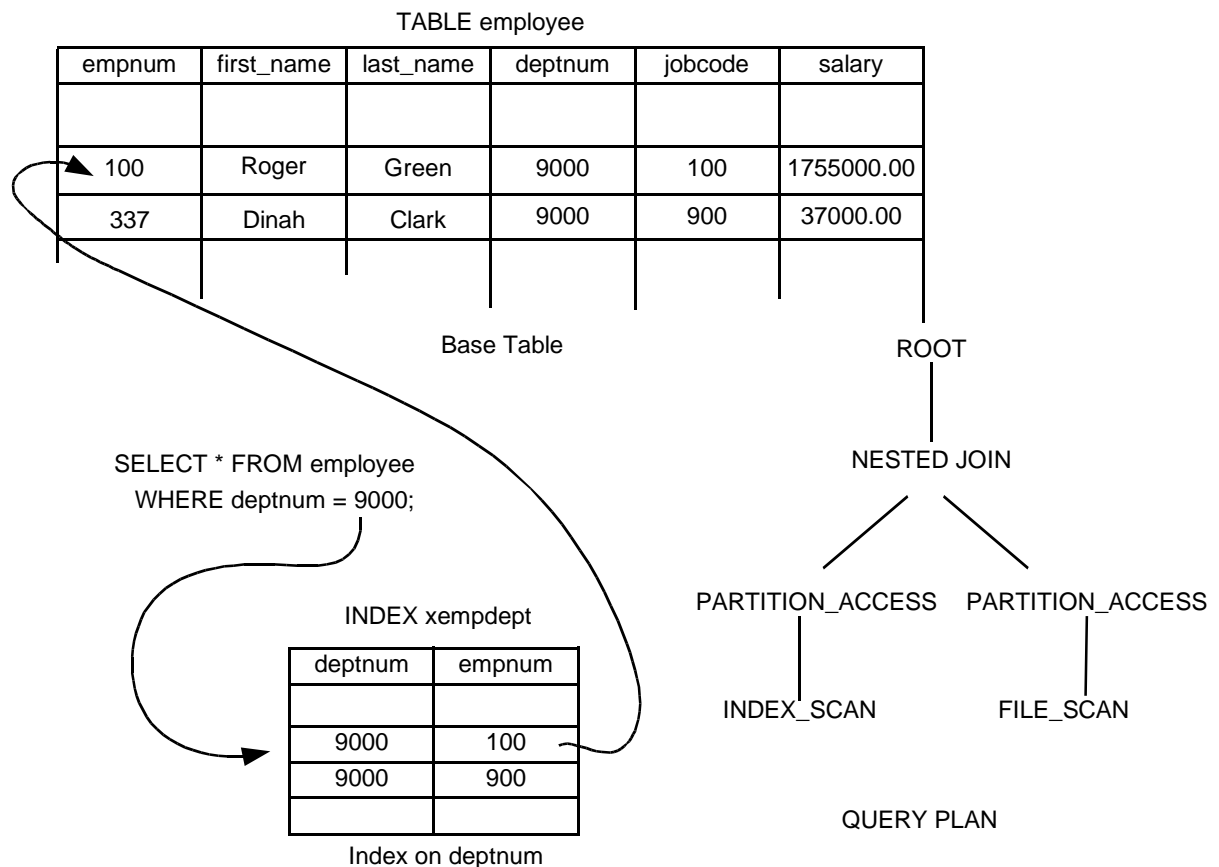 TABLE employee
empnum first_name last_name deptnum jobcode salary
100 Roger Green 9000 100 1755000.00
337 Dinah Clark 9000 900 37000.00
Base Table
ROOT
NESTED JOIN
SELECT * FROM employee
WHERE deptnum = 9000;
PARTITION_ACCESS PARTITION_ACCESS
INDEX_SCAN FILE_SCAN
INDEX xempdept
deptnum empnum
9000 100
9000 900
Index on deptnum
QUERY PLAN